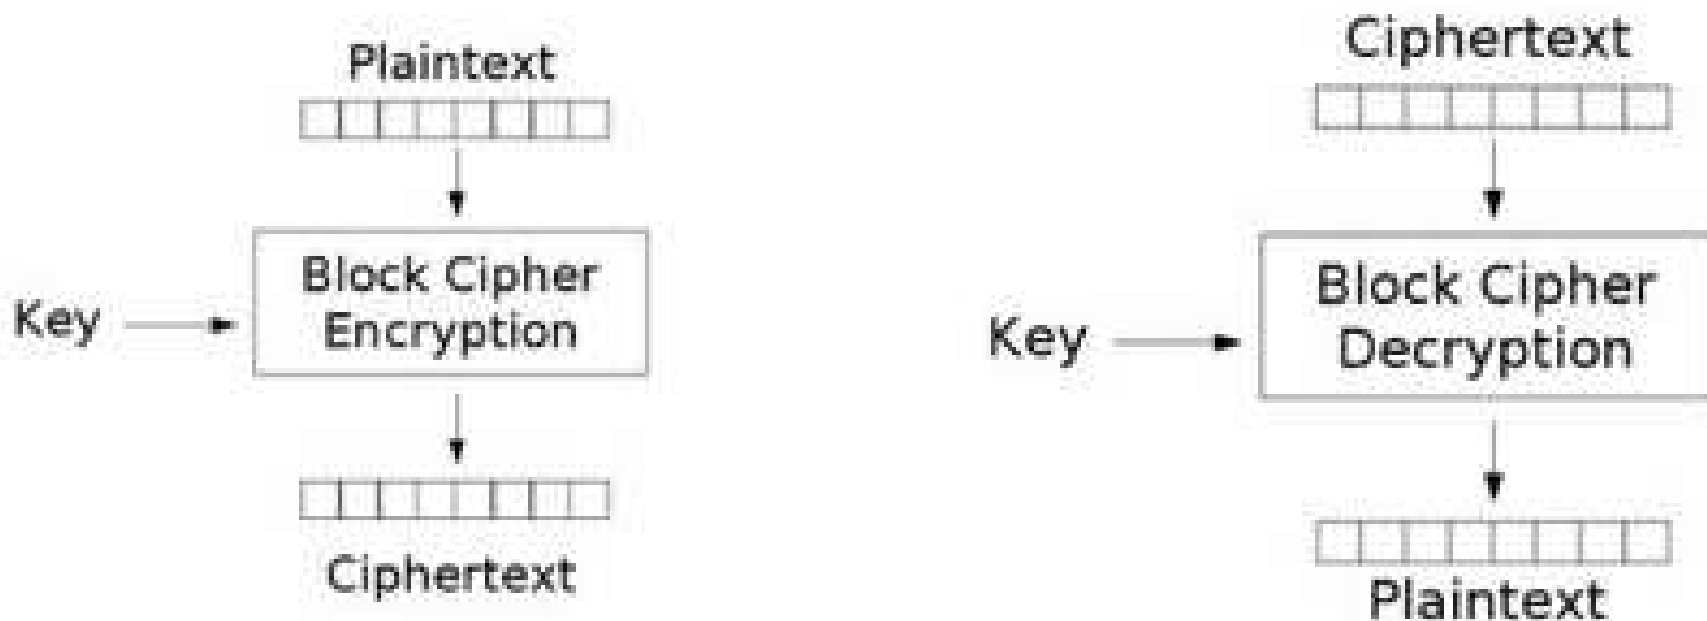 Plaintext
Key
Block Cipher
Encryption
Ciphertext
Ciphertext
Key
Block Cipher
Decryption
Plaintext